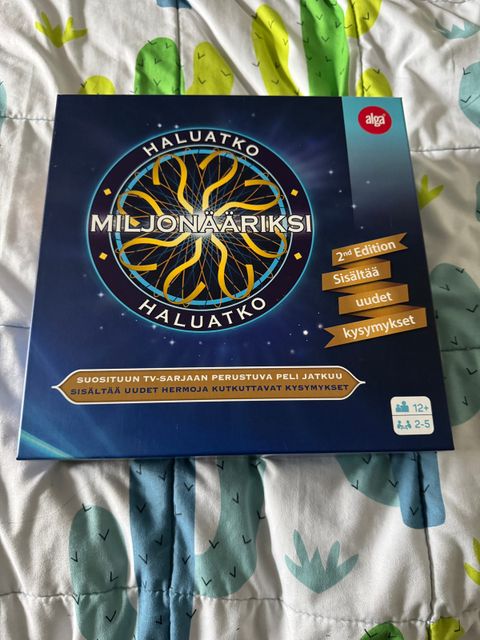 alga
HALUATKO
MILJONÄÄRIKSI
HALUATKO
2nd Edition
Sisältää
uudet
kysymykset
SUOSITUUN TV-SARJAAN PERUSTUVA PELI JATKUU
SISÄLTÄÄ UUDET HERMOJA KUTKUTTAVAT KYSYMYKSET
12+
2-5